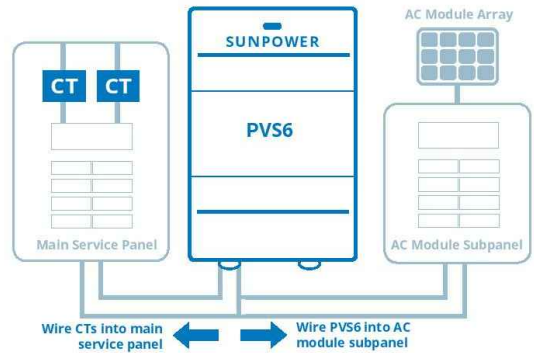 AC Module Array
SUNPOWER
CT CT
PVS6
Main Service Panel
AC Module Subpanel
Wire CTs into main
service panel
Wire PVS6 into AC
module subpanel